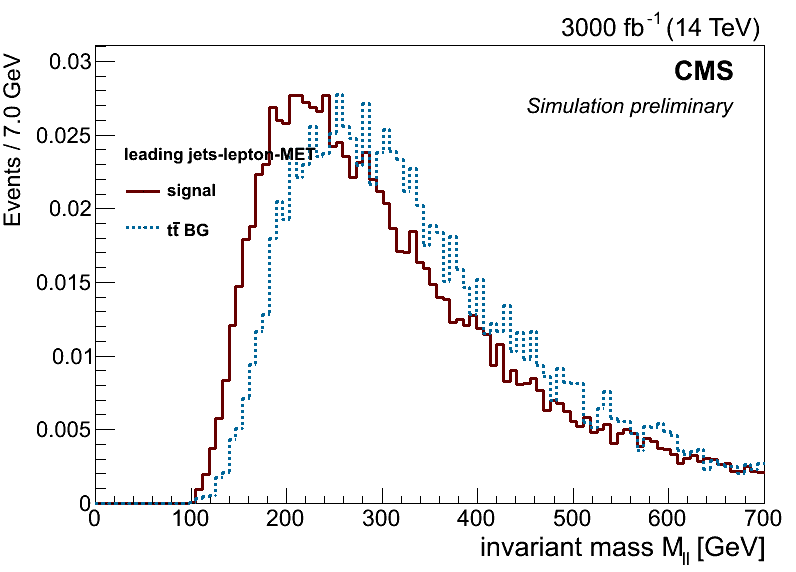 3000 fb⁻¹ (14 TeV)
CMS
Simulation preliminary
Events / 7.0 GeV
leading jets-lepton-MET
signal
tt̄ BG
0.03
0.025
0.02
0.015
0.01
0.005
0
0 100 200 300 400 500 600 700
invariant mass M_ll [GeV]